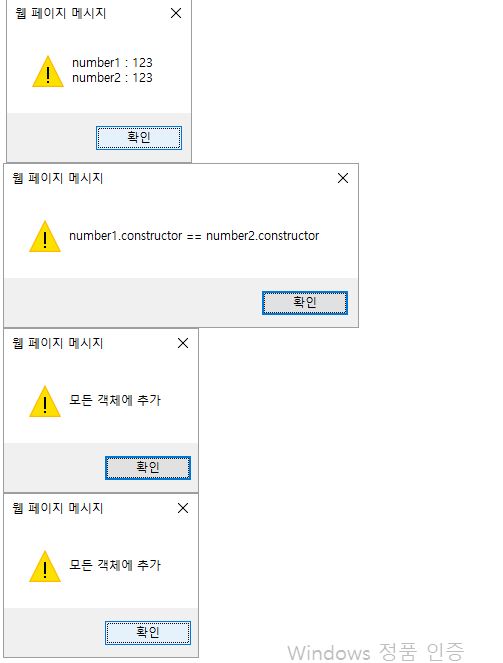 웹 페이지 메시지
number1 : 123
number2 : 123
확인
웹 페이지 메시지
number1.constructor == number2.constructor
확인
웹 페이지 메시지
모든 객체에 추가
확인
웹 페이지 메시지
모든 객체에 추가
확인
Windows 정품 인증